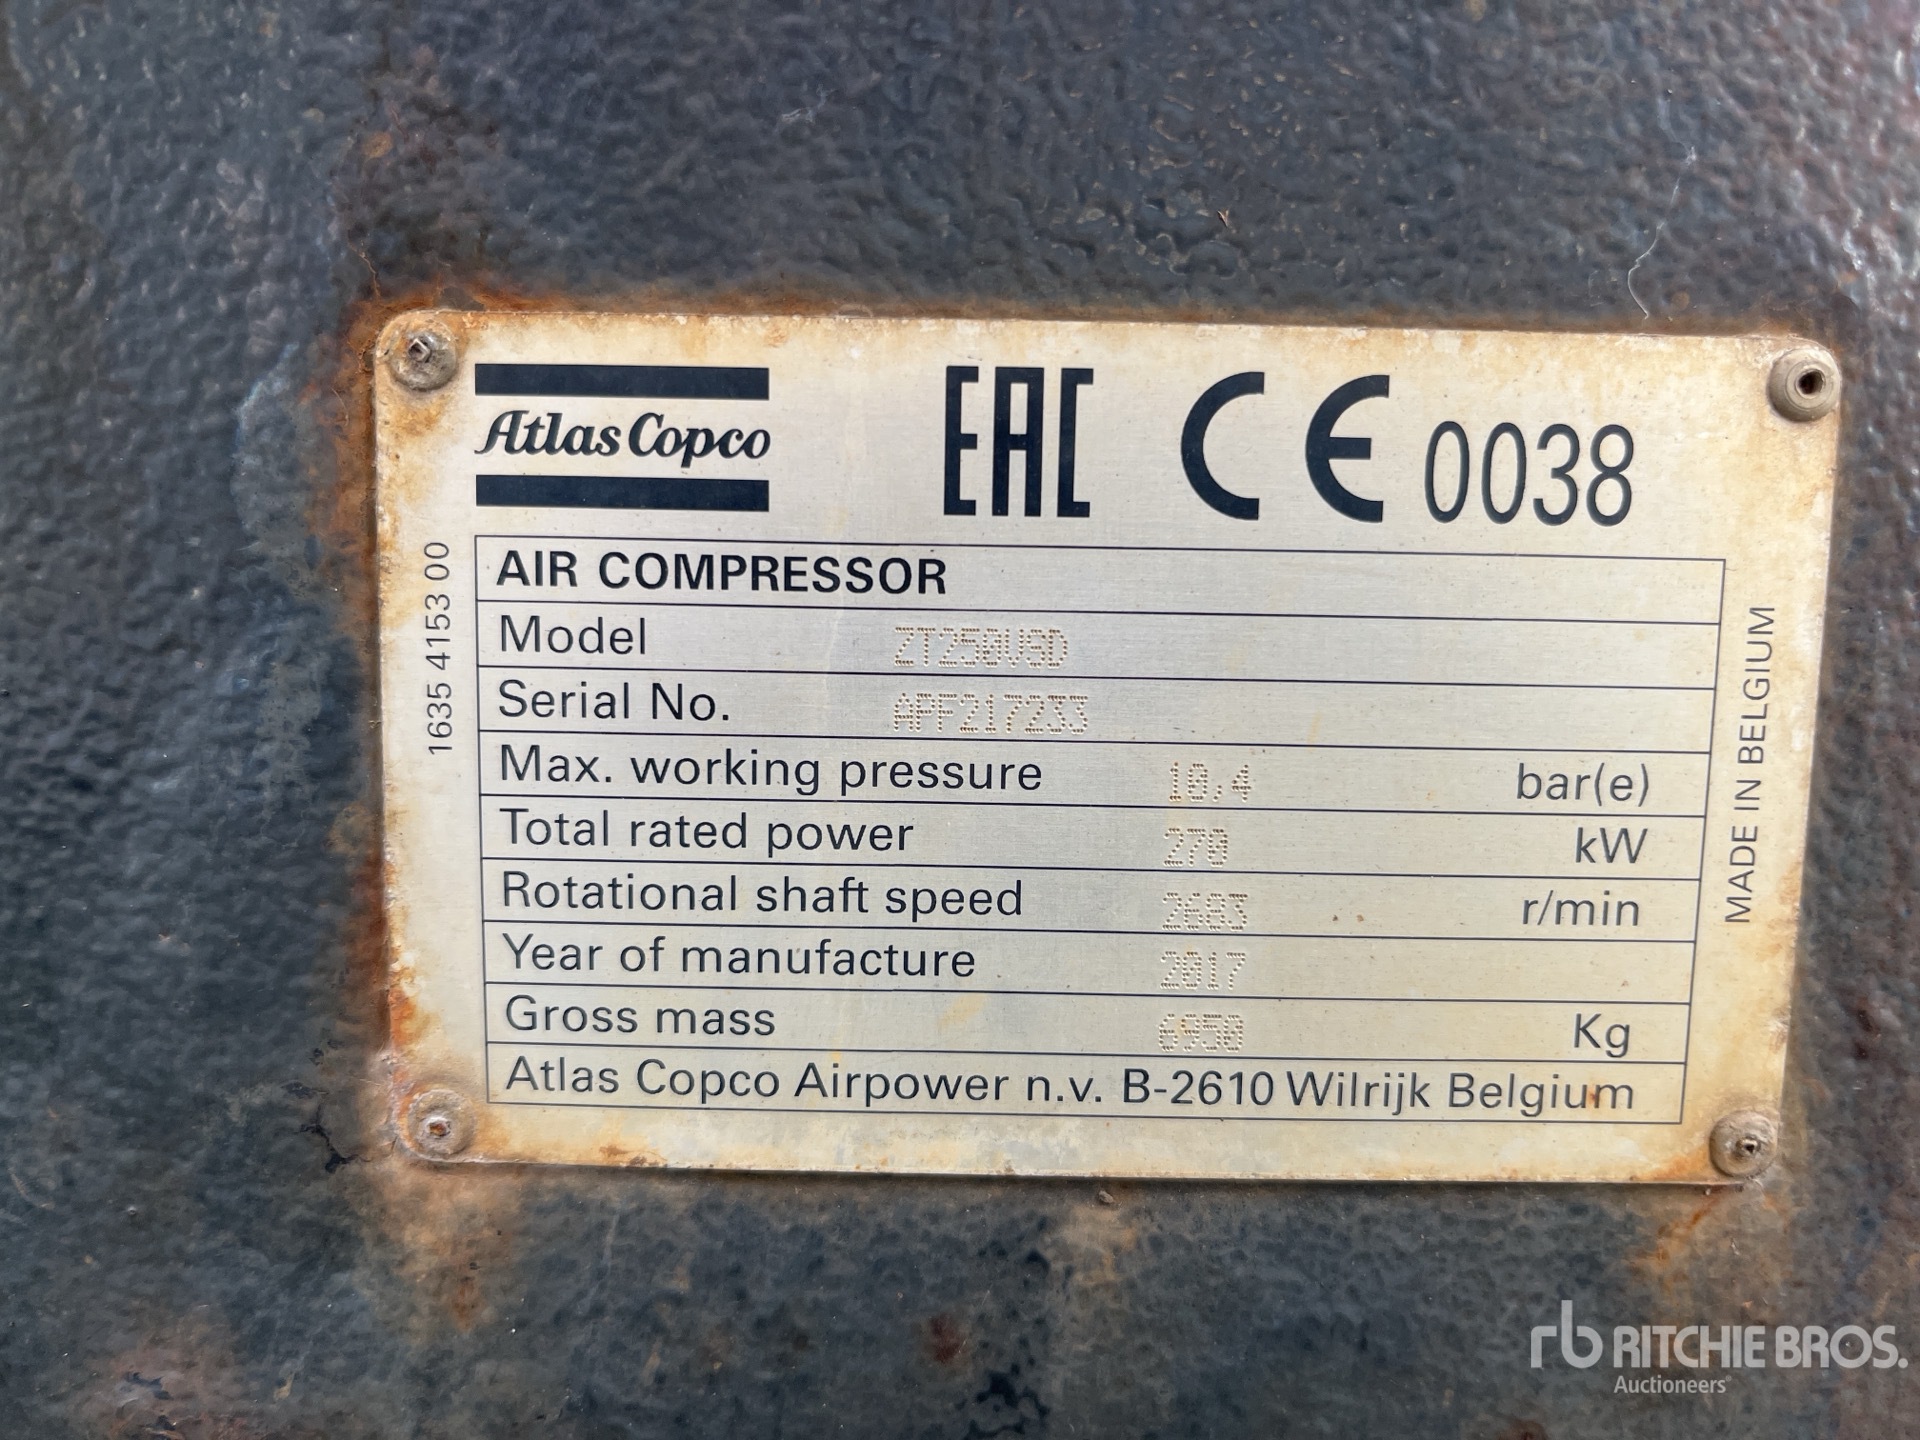 Atlas Copco
EAC CE 0038
1635 4153 00
AIR COMPRESSOR
Model ZT250VSD
Serial No. APF217233
Max. working pressure 10,4 bar(e)
Total rated power 270 kW
Rotational shaft speed 2683 r/min
Year of manufacture 2017
Gross mass 6950 Kg
Atlas Copco Airpower n.v. B-2610 Wilrijk Belgium
MADE IN BELGIUM
rb RITCHIE BROS.
Auctioneers